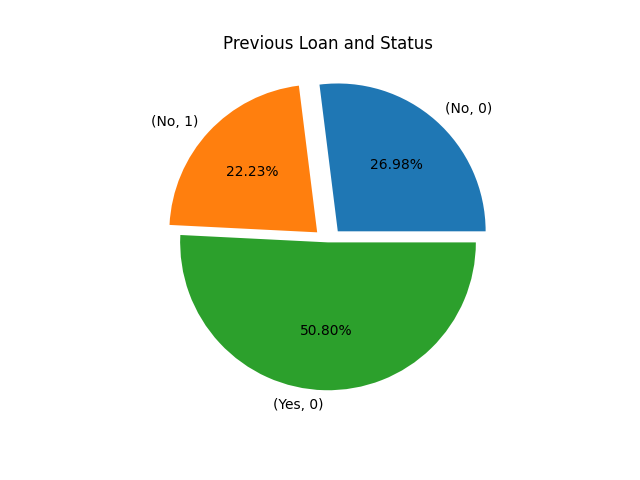 Previous Loan and Status
(No, 0)
(No, 1)
26.98%
22.23%
50.80%
(Yes, 0)